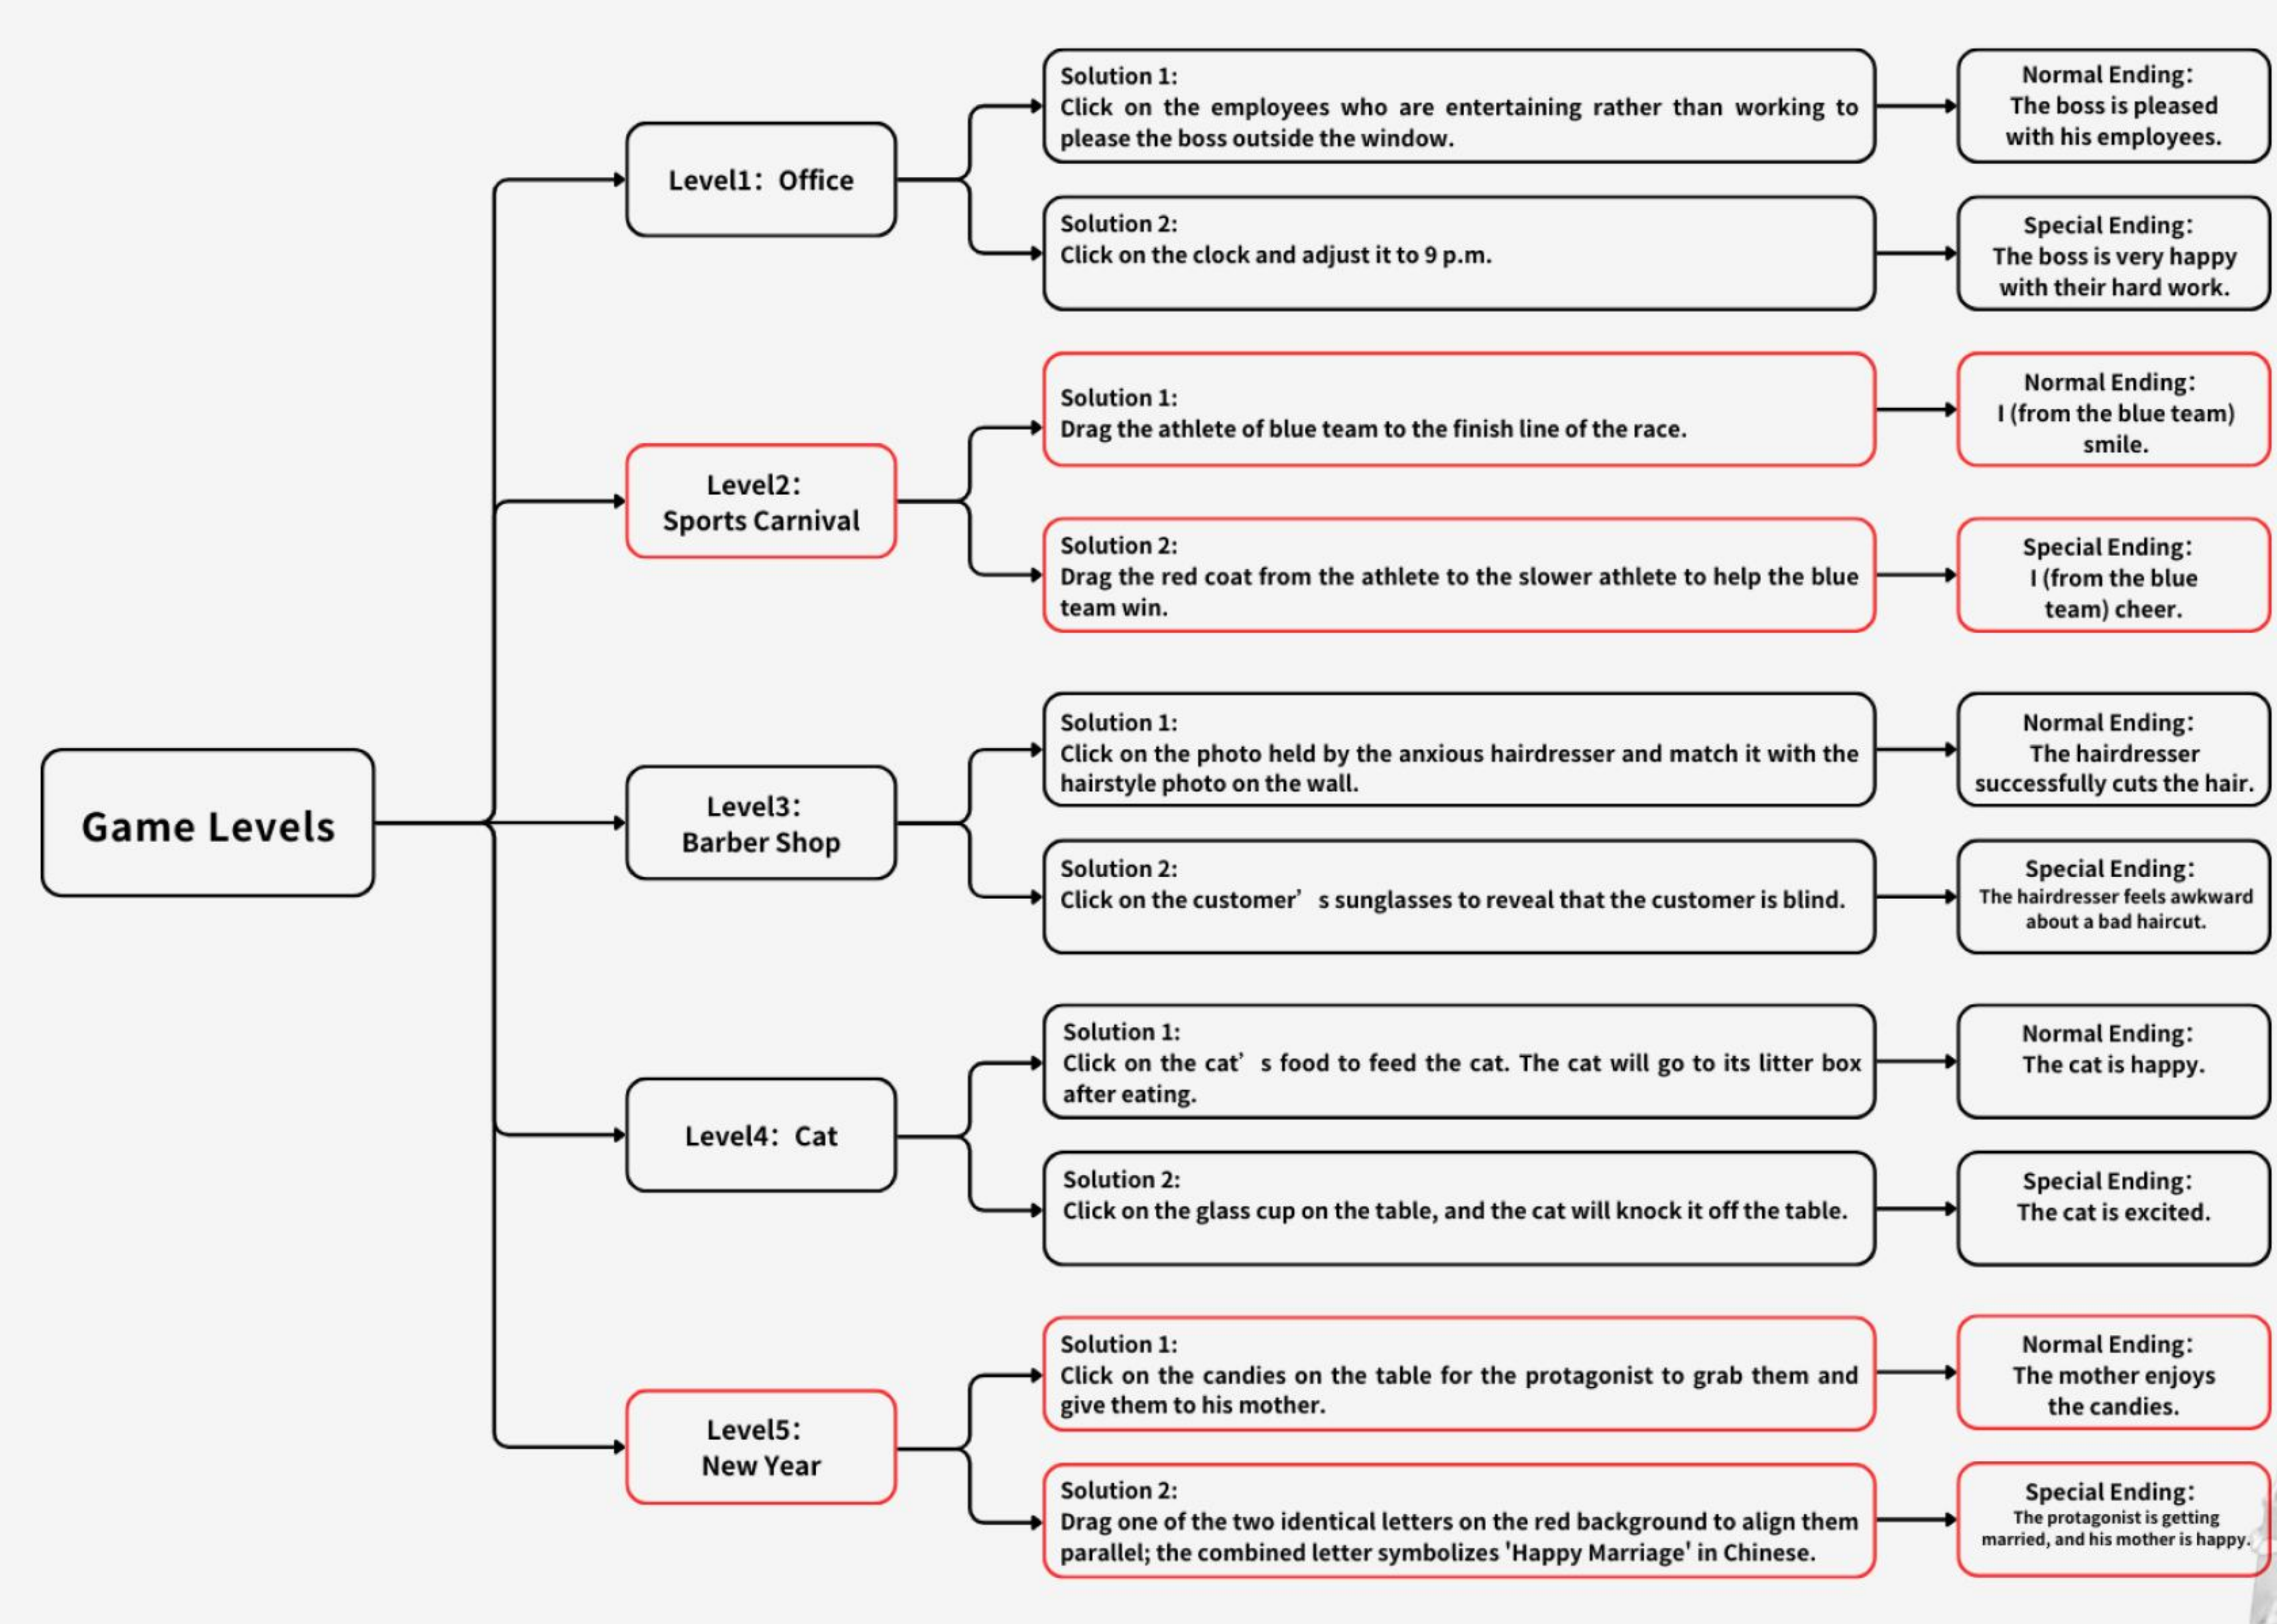 Game Levels
Level1：Office
Solution 1:
Click on the employees who are entertaining rather than working to
please the boss outside the window.
Normal Ending：
The boss is pleased
with his employees.
Solution 2:
Click on the clock and adjust it to 9 p.m.
Special Ending：
The boss is very happy
with their hard work.
Level2：
Sports Carnival
Solution 1:
Drag the athlete of blue team to the finish line of the race.
Normal Ending：
I (from the blue team)
smile.
Solution 2:
Drag the red coat from the athlete to the slower athlete to help the blue
team win.
Special Ending：
I (from the blue
team) cheer.
Level3：
Barber Shop
Solution 1:
Click on the photo held by the anxious hairdresser and match it with the
hairstyle photo on the wall.
Normal Ending：
The hairdresser
successfully cuts the hair.
Solution 2:
Click on the customer’s sunglasses to reveal that the customer is blind.
Special Ending：
The hairdresser feels awkward
about a bad haircut.
Level4：Cat
Solution 1:
Click on the cat’s food to feed the cat. The cat will go to its litter box
after eating.
Normal Ending：
The cat is happy.
Solution 2:
Click on the glass cup on the table, and the cat will knock it off the table.
Special Ending：
The cat is excited.
Level5：
New Year
Solution 1:
Click on the candies on the table for the protagonist to grab them and
give them to his mother.
Normal Ending：
The mother enjoys
the candies.
Solution 2:
Drag one of the two identical letters on the red background to align them
parallel; the combined letter symbolizes 'Happy Marriage' in Chinese.
Special Ending：
The protagonist is getting
married, and his mother is happy.